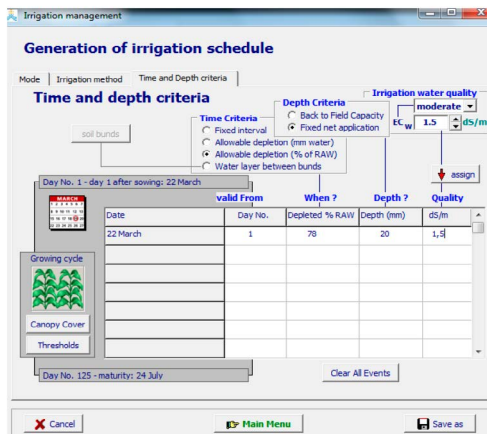 Irrigation management
Generation of irrigation schedule
Mode Irrigation method Time and Depth criteria
Time and depth criteria
Irrigation water quality
moderate
ECw 1.5 dS/m
Depth Criteria
Back to Field Capacity
Fixed net application
Time Criteria
Fixed interval
Allowable depletion (mm water)
Allowable depletion (% of RAW)
Water layer between bunds
soil bunds
assign
Day No. 1 - day 1 after sowing: 22 March
valid From When ? Depth ? Quality
MARCH
Date Day No. Depleted % RAW Depth (mm) dS/m
22 March 1 78 20 1,5
Growing cycle
Canopy Cover
Thresholds
Day No. 125 - maturity: 24 July
Clear All Events
Cancel Main Menu Save as